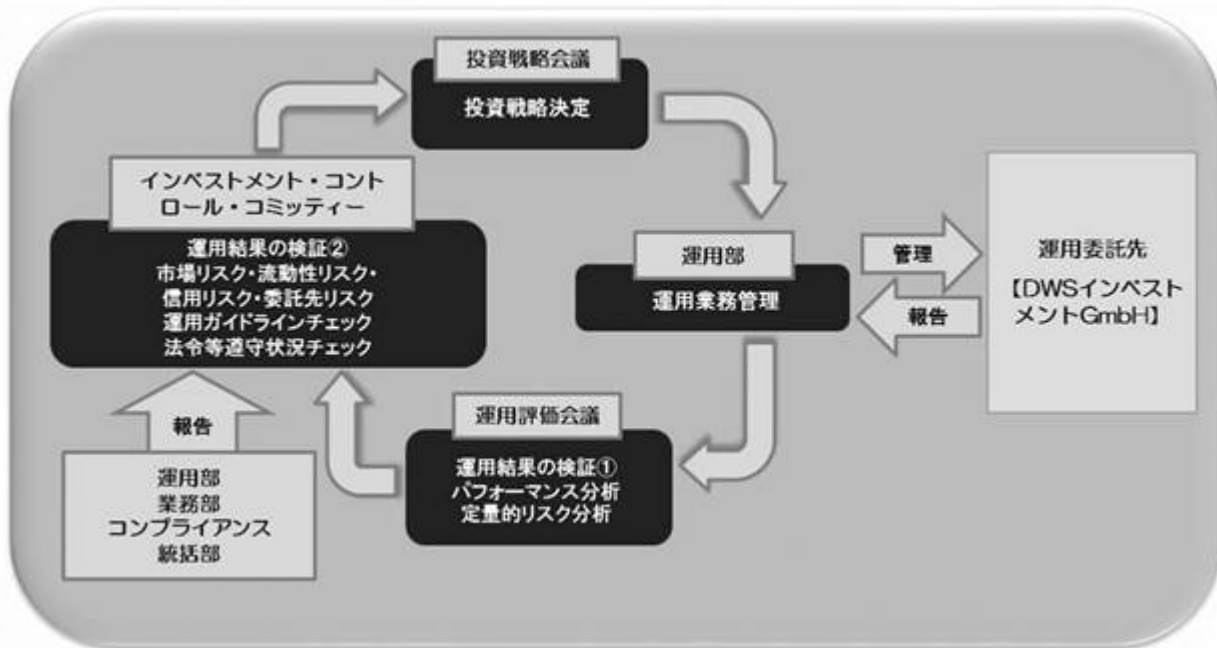 投資戦略会議
投資戦略決定
インベストメント・コント
ロール・コミッティー
運用結果の検証②
市場リスク・流動性リスク・
信用リスク・委託先リスク
運用ガイドラインチェック
法令等遵守状況チェック
運用部
運用業務管理
管理
報告
運用委託先
【DWSインベスト
メントGmbH】
運用評価会議
運用結果の検証①
パフォーマンス分析
定量的リスク分析
報告
運用部
業務部
コンプライアンス
統括部